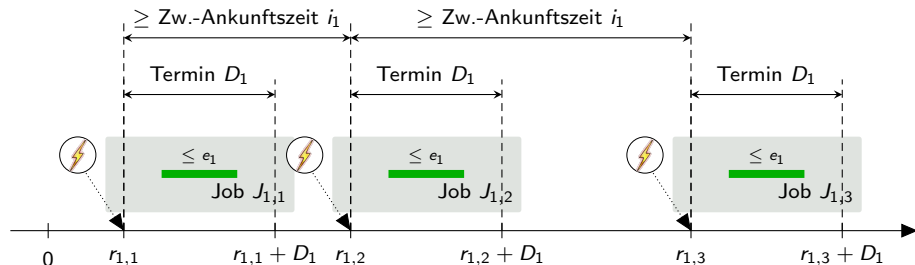 ≥ Zw.-Ankunftszeit i₁ ≥ Zw.-Ankunftszeit i₁
Termin D₁ Termin D₁ Termin D₁
≤ e₁ ≤ e₁ ≤ e₁
Job J₁,₁ Job J₁,₂ Job J₁,₃
0 r₁,₁ r₁,₁ + D₁ r₁,₂ r₁,₂ + D₁ r₁,₃ r₁,₃ + D₁